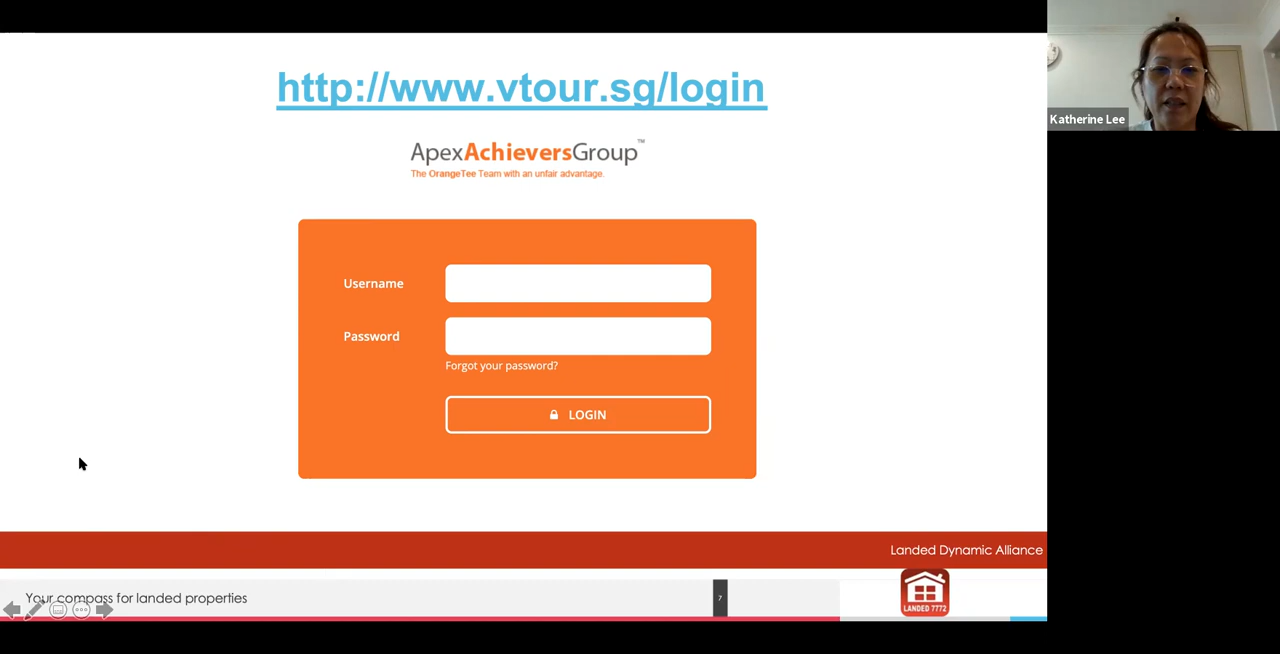 http://www.vtour.sg/login
Katherine Lee
ApexAchieversGroup™
The OrangeTee Team with an unfair advantage.
Username
Password
Forgot your password?
LOGIN
Landed Dynamic Alliance
Your compass for landed properties
7
LANDED 7772